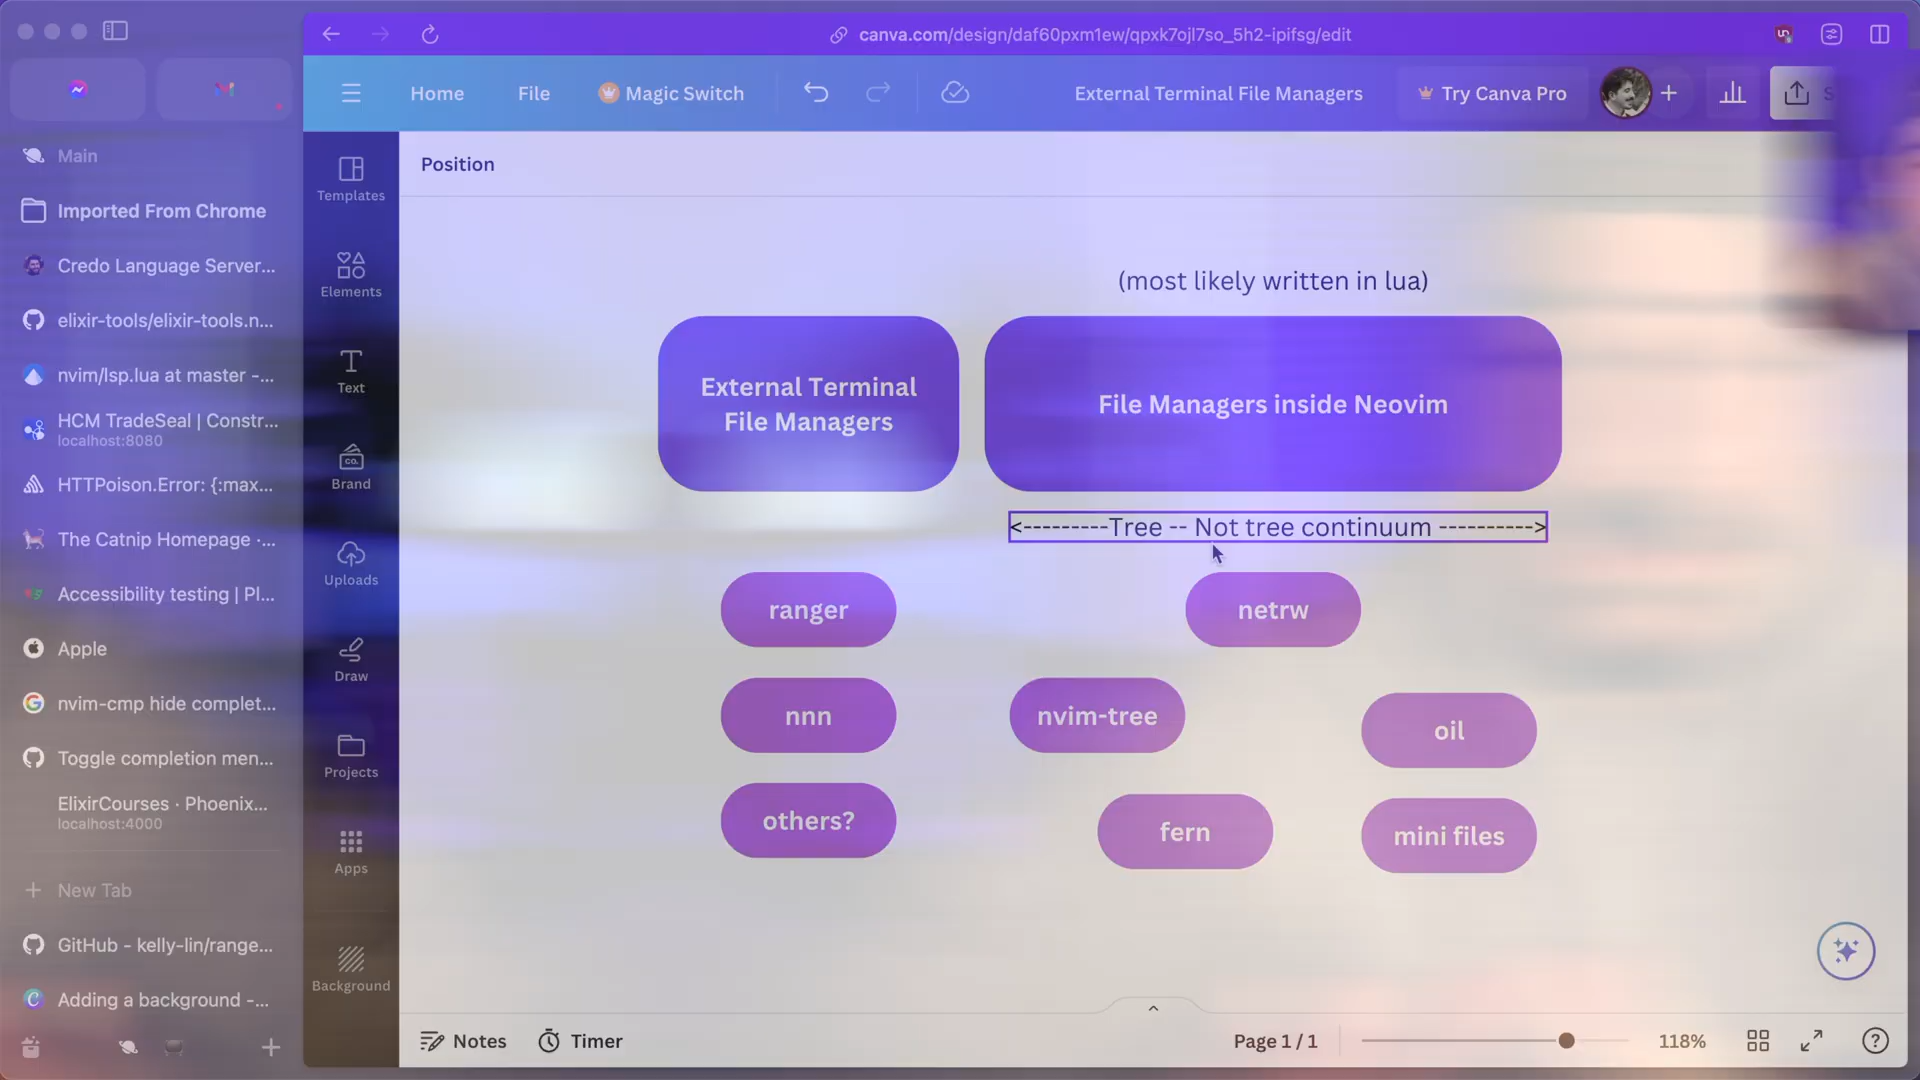 canva.com/design/daf60pxm1ew/qpxk7ojl7so_5h2-ipifsg/edit
Home
File
Magic Switch
External Terminal File Managers
Try Canva Pro
Main
Imported From Chrome
Credo Language Server...
elixir-tools/elixir-tools.n...
nvim/lsp.lua at master -...
HCM TradeSeal | Constr...
localhost:8080
HTTPoison.Error: {:max...
The Catnip Homepage ·...
Accessibility testing | Pl...
Apple
nvim-cmp hide complet...
Toggle completion men...
ElixirCourses · Phoenix...
localhost:4000
New Tab
GitHub - kelly-lin/range...
Adding a background -...
Templates
Elements
Text
CO.
Brand
Uploads
Draw
Projects
Apps
Background
Position
(most likely written in lua)
External Terminal
File Managers
File Managers inside Neovim
<---------Tree -- Not tree continuum ---------->
ranger
netrw
nnn
nvim-tree
oil
others?
fern
mini files
Notes
Timer
Page 1 / 1
118%